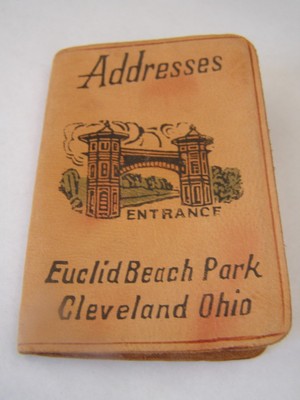 Addresses
ENTRANCE
Euclid Beach Park
Cleveland Ohio